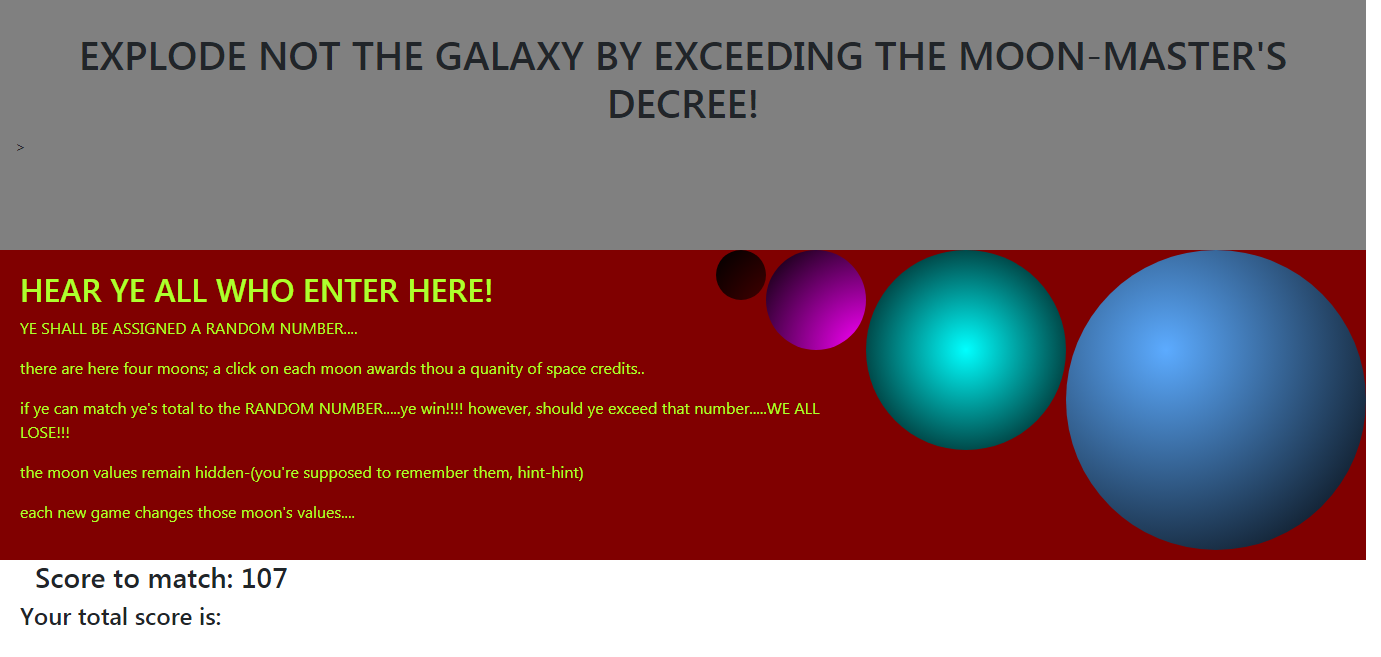 EXPLODE NOT THE GALAXY BY EXCEEDING THE MOON-MASTER'S
DECREE!
>
HEAR YE ALL WHO ENTER HERE!
YE SHALL BE ASSIGNED A RANDOM NUMBER....
there are here four moons; a click on each moon awards thou a quanity of space credits..
if ye can match ye's total to the RANDOM NUMBER.....ye win!!!! however, should ye exceed that number.....WE ALL
LOSE!!!
the moon values remain hidden-(you're supposed to remember them, hint-hint)
each new game changes those moon's values....
Score to match: 107
Your total score is: